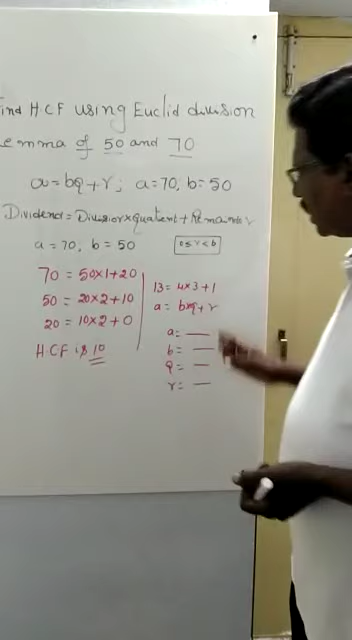 ind HCF using Euclid division
emma of 50 and 70
a=bq+r; a=70, b=50
Dividend=Divisior×quotient+Remainder
a=70, b=50
0≤r<b
70 = 50×1+20
50 = 20×2+10
20 = 10×2+0
HCF is 10
13=4×3+1
a= b×q+r
a= —
b= —
q= —
r= —